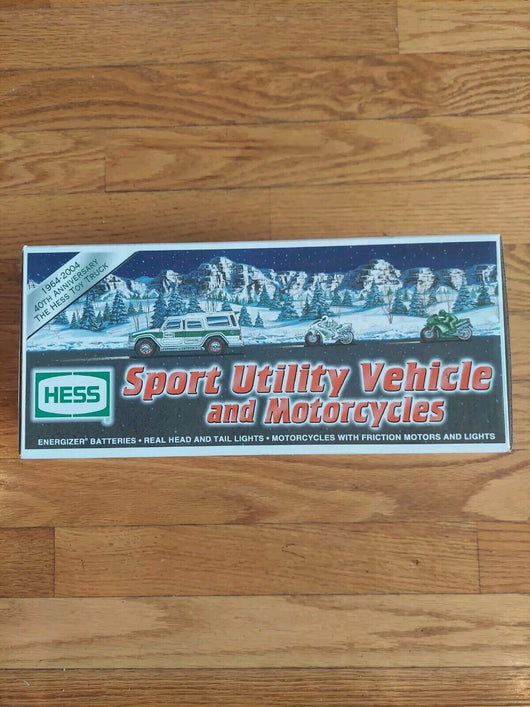 1964-2004
40TH ANNIVERSARY
THE HESS TOY TRUCK
HESS
Sport Utility Vehicle
and Motorcycles
ENERGIZER® BATTERIES • REAL HEAD AND TAIL LIGHTS • MOTORCYCLES WITH FRICTION MOTORS AND LIGHTS